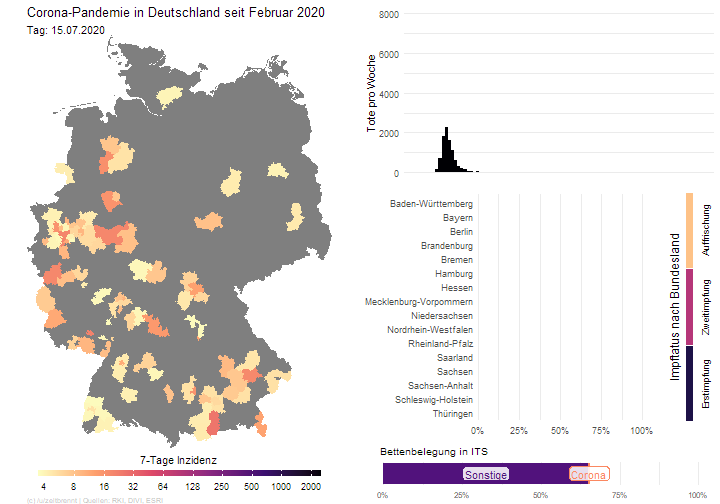 Corona-Pandemie in Deutschland seit Februar 2020
Tag: 15.07.2020
7-Tage Inzidenz
4 8 16 32 64 128 250 500 1000 2000
Tote pro Woche
8000
6000
4000
2000
0
Baden-Württemberg
Bayern
Berlin
Brandenburg
Bremen
Hamburg
Hessen
Mecklenburg-Vorpommern
Niedersachsen
Nordrhein-Westfalen
Rheinland-Pfalz
Saarland
Sachsen
Sachsen-Anhalt
Schleswig-Holstein
Thüringen
0% 25% 50% 75% 100%
Impfstatus nach Bundesland
Auffrischung
Zweitimpfung
Erstimpfung
Bettenbelegung in ITS
Sonstige
Corona
0% 25% 50% 75% 100%
Quellen: RKI, DIVI, ESRI